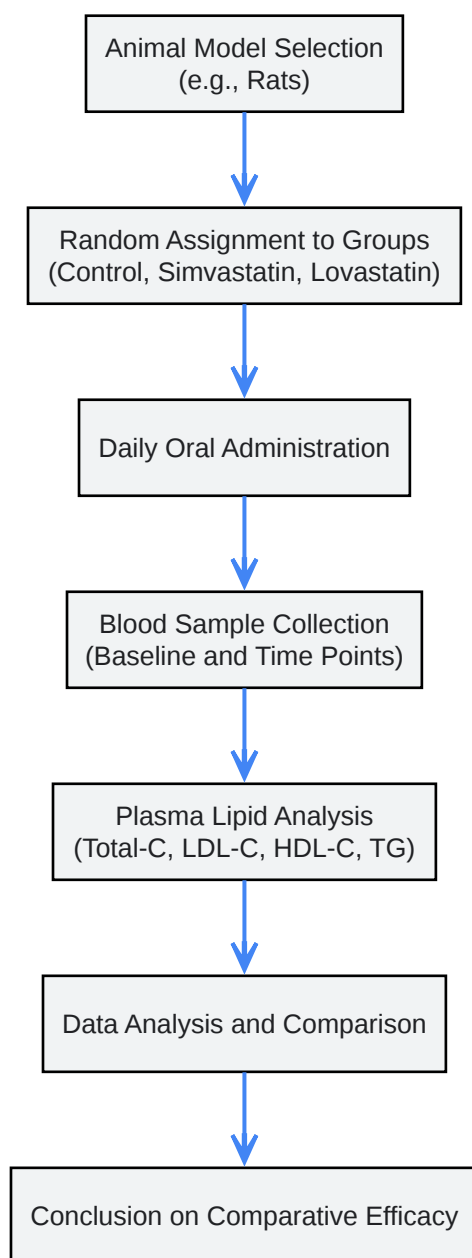 Animal Model Selection
(e.g., Rats)
Random Assignment to Groups
(Control, Simvastatin, Lovastatin)
Daily Oral Administration
Blood Sample Collection
(Baseline and Time Points)
Plasma Lipid Analysis
(Total-C, LDL-C, HDL-C, TG)
Data Analysis and Comparison
Conclusion on Comparative Efficacy